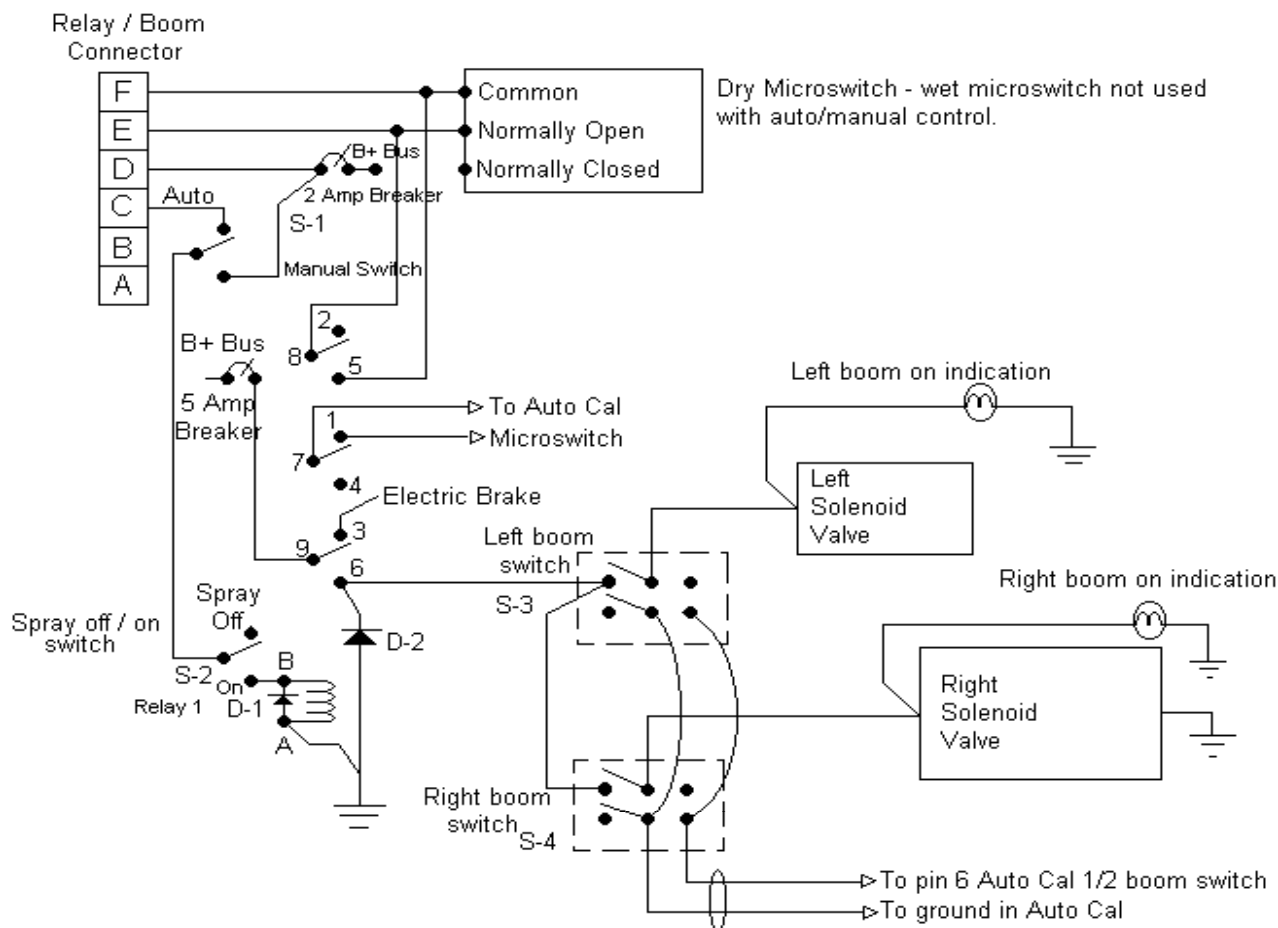 Relay / Boom
Connector
F
E
D
C
B
A
Common
Normally Open
Normally Closed
Dry Microswitch - wet microswitch not used
with auto/manual control.
B+ Bus
2 Amp Breaker
Auto
S-1
Manual Switch
2
8
5
B+ Bus
5 Amp
Breaker
To Auto Cal
1
Microswitch
7
4
Electric Brake
3
9
6
Left boom on indication
Left
Solenoid
Valve
Left boom
switch
S-3
Right boom on indication
Spray
Off
Spray off / on
switch
S-2
On
B
Relay 1
D-1
A
D-2
Right
Solenoid
Valve
Right boom
switch
S-4
To pin 6 Auto Cal 1/2 boom switch
To ground in Auto Cal